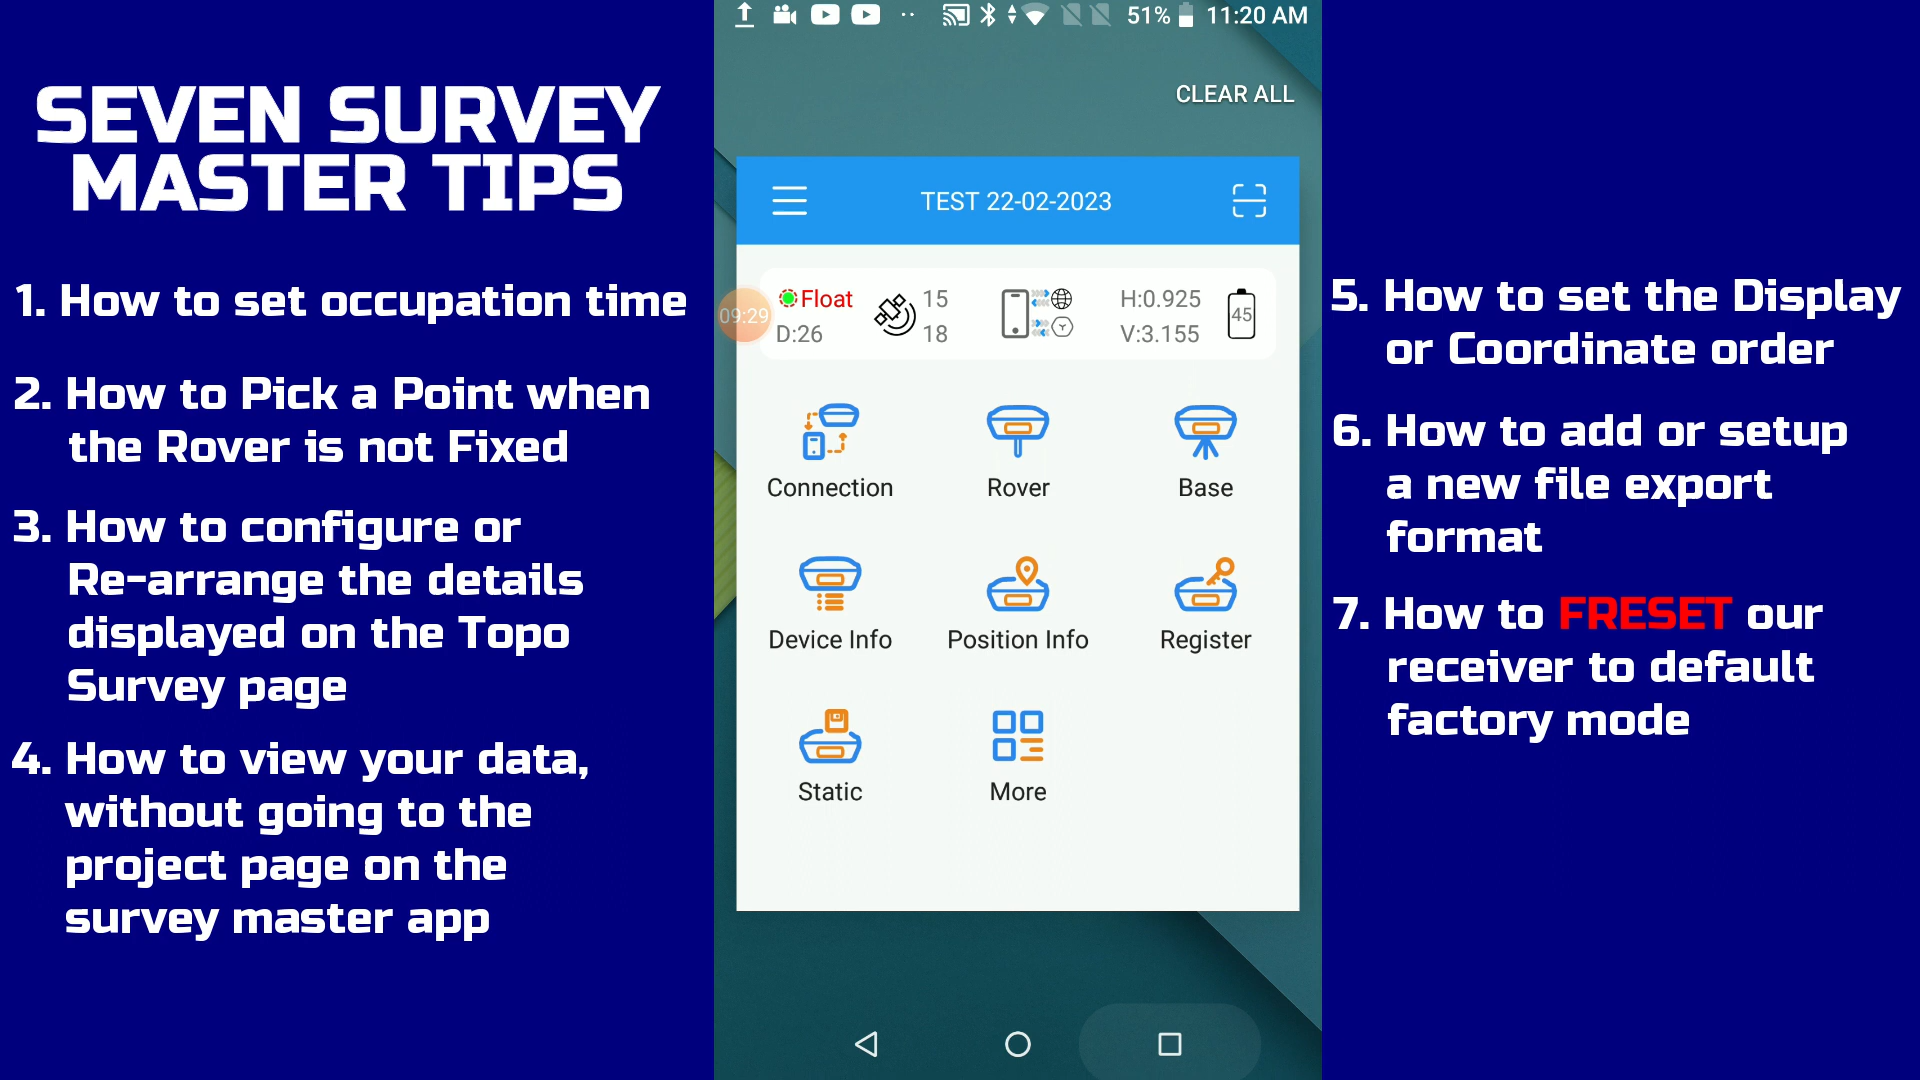 SEVEN SURVEY
MASTER TIPS
1. How to set occupation time
2. How to Pick a Point when
the Rover is not Fixed
3. How to configure or
Re-arrange the details
displayed on the Topo
Survey page
4. How to view your data,
without going to the
project page on the
survey master app
51% 11:20 AM
CLEAR ALL
TEST 22-02-2023
Float 15 H:0.925
09:29 45
D:26 18 V:3.155
Connection Rover Base
Device Info Position Info Register
Static More
5. How to set the Display
or Coordinate order
6. How to add or setup
a new file export
format
7. How to FRESET our
receiver to default
factory mode